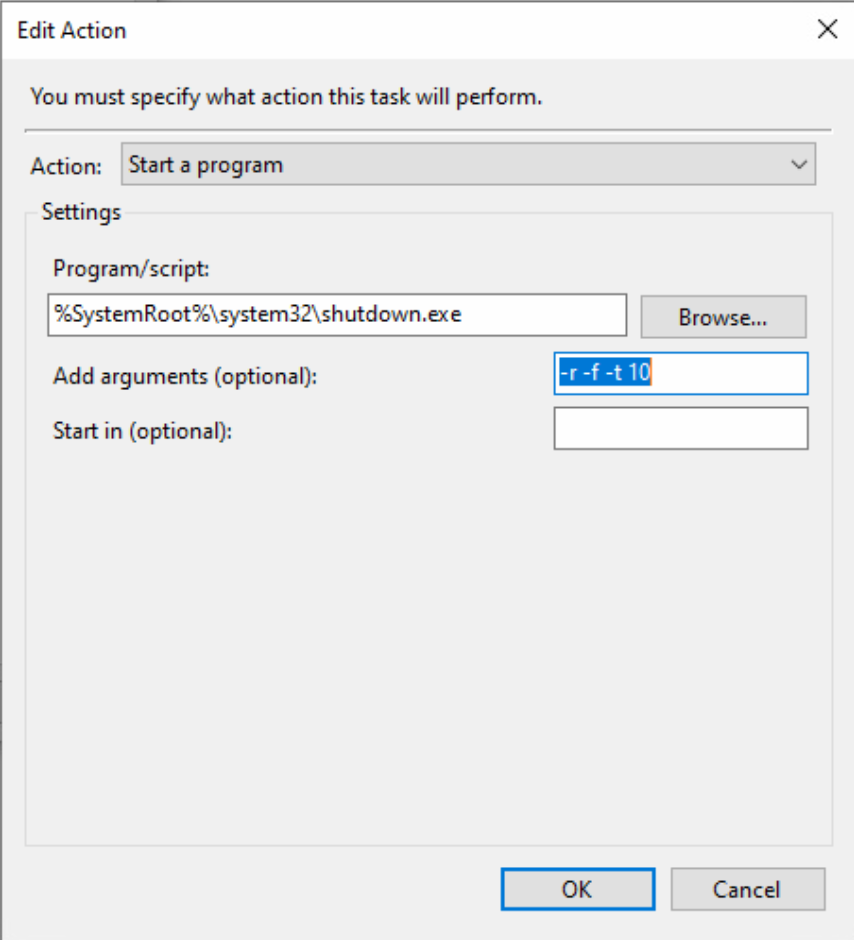 Edit Action
You must specify what action this task will perform.
Action: Start a program
Settings
Program/script:
%SystemRoot%\system32\shutdown.exe Browse...
Add arguments (optional): -r -f -t 10
Start in (optional):
OK Cancel